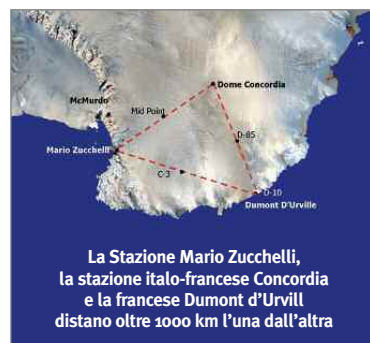 Dome Concordia
McMurdo
Mid Point
D-85
Mario Zucchelli
C-3
D-10
Dumont D'Urville
La Stazione Mario Zucchelli,
la stazione italo-francese Concordia
e la francese Dumont d'Urvill
distano oltre 1000 km l'una dall'altra